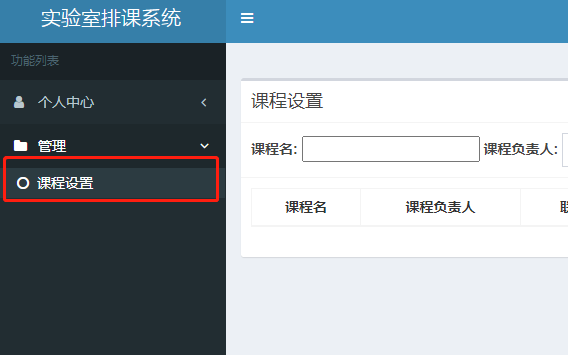 实验室排课系统
功能列表
个人中心
管理
课程设置
课程设置
课程名: 课程负责人:
课程名 课程负责人